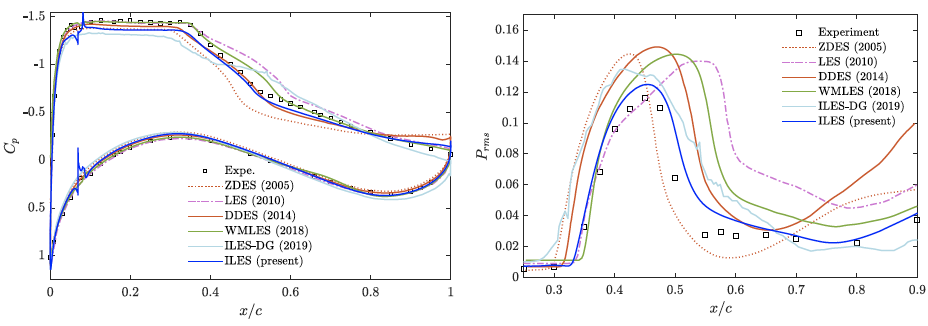 -1.5
-1
-0.5
0
0.5
1
C_p
0
0.2
0.4
0.6
0.8
1
x/c
Expe.
ZDES (2005)
LES (2010)
DDES (2014)
WMLES (2018)
ILES-DG (2019)
ILES (present)
0.16
0.14
0.12
0.10
0.08
0.06
0.04
0.02
0
P_rms
0.3
0.4
0.5
0.6
0.7
0.8
0.9
x/c
Experiment
ZDES (2005)
LES (2010)
DDES (2014)
WMLES (2018)
ILES-DG (2019)
ILES (present)